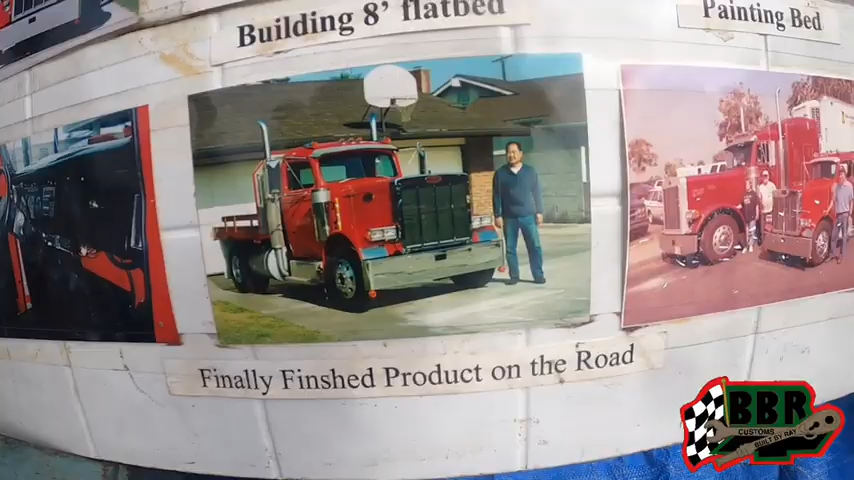 Building 8' flatbed
Painting Bed
Finally Finshed Product on the Road
BBR
CUSTOMS
BUILT BY RAY